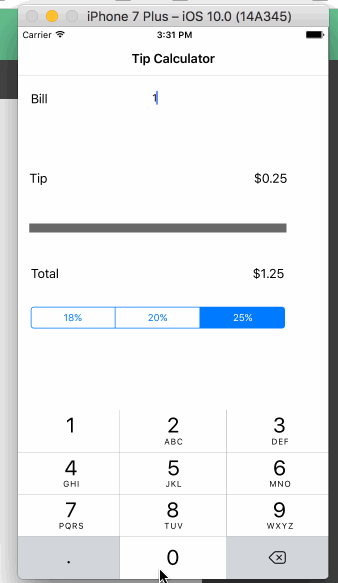 iPhone 7 Plus – iOS 10.0 (14A345)
Carrier 3:31 PM
Tip Calculator
Bill 1
Tip $0.25
Total $1.25
18% 20% 25%
1 2 3
ABC DEF
4 5 6
GHI JKL MNO
7 8 9
PQRS TUV WXYZ
. 0